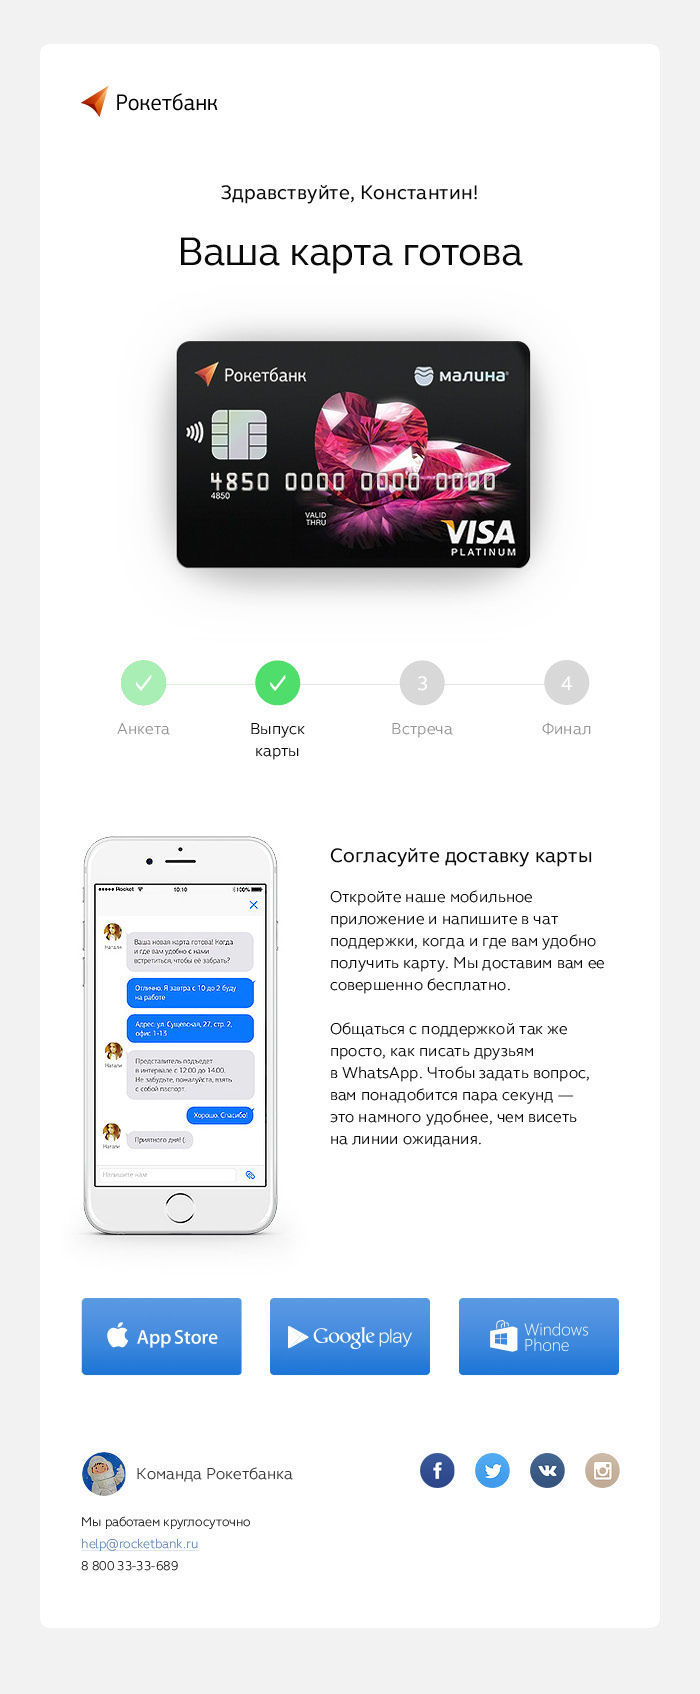 Рокетбанк
Здравствуйте, Константин!
Ваша карта готова
Рокетбанк
малина®
4850 0000 0000 0000
4850
VALID
THRU
VISA
PLATINUM
3
4
Анкета
Выпуск
карты
Встреча
Финал
Rocket
10:10
100%
Натали
Ваша новая карта готова! Когда
и где вам удобно с нами
встретиться, чтобы её забрать?
Отлично. Я завтра с 10 до 2 буду
на работе
Адрес: ул. Сущевская, 27, стр. 2,
офис 1-13
Натали
Представитель подъедет
в интервале с 12:00 до 14:00.
Не забудьте, пожалуйста, взять
с собой паспорт.
Хорошо. Спасибо!
Натали
Приятного дня! (:
Напишите нам
Согласуйте доставку карты
Откройте наше мобильное
приложение и напишите в чат
поддержки, когда и где вам удобно
получить карту. Мы доставим вам ее
совершенно бесплатно.
Общаться с поддержкой так же
просто, как писать друзьям
в WhatsApp. Чтобы задать вопрос,
вам понадобится пара секунд —
это намного удобнее, чем висеть
на линии ожидания.
App Store
Google play
Windows
Phone
Команда Рокетбанка
Мы работаем круглосуточно
help@rocketbank.ru
8 800 33-33-689